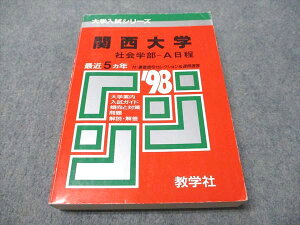 大学入試シリーズ
関西大学
社会学部－A日程
最近5ヵ年
'98
大学案内
入試ガイド
傾向と対策
問題
解答・解説
教学社